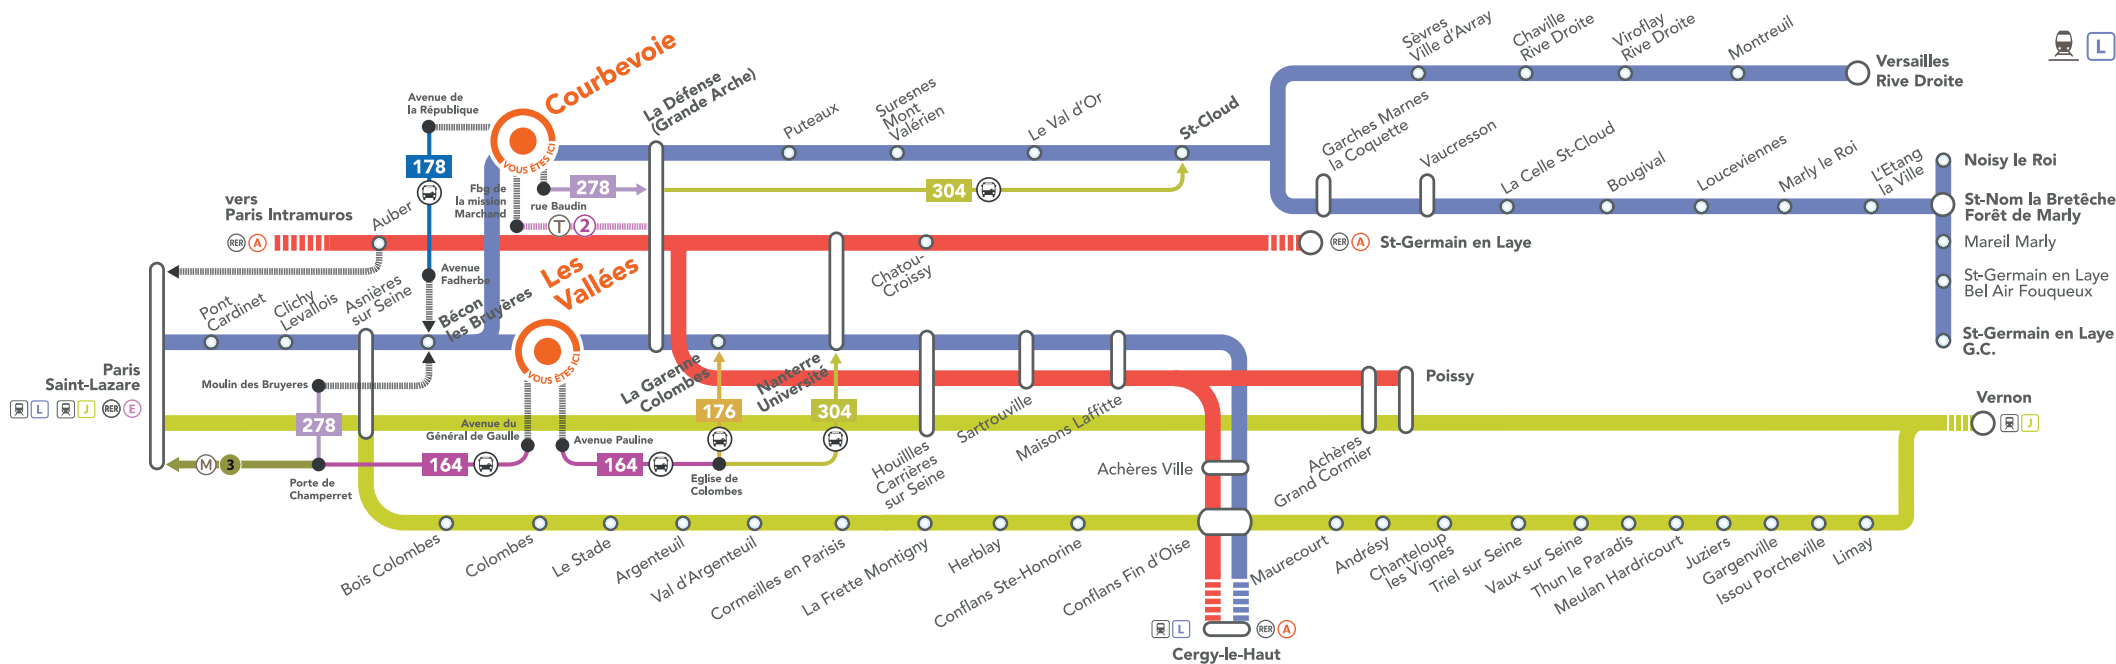 Courbevoie
VOUS ÊTES ICI
Avenue de
la République
178
Fbg de
la mission
Marchand
278
rue Baudin
T 2
La Défense
(Grande Arche)
Puteaux
Suresnes
Mont
Valérien
Le Val d'Or
St-Cloud
304
Sèvres
Ville d'Avray
Chaville
Rive Droite
Viroflay
Rive Droite
Montreuil
Versailles
Rive Droite
L
Garches Marnes
la Coquette
Vaucresson
La Celle St-Cloud
Bougival
Louveciennes
Marly le Roi
L'Etang
la Ville
Noisy le Roi
St-Nom la Bretêche
Forêt de Marly
Mareil Marly
St-Germain en Laye
Bel Air Fouqueux
St-Germain en Laye
G.C.
vers
Paris Intramuros
RER A
Auber
Avenue
Fadherbe
Chatou-
Croissy
RER A
St-Germain en Laye
Les
Vallées
VOUS ÊTES ICI
Pont
Cardinet
Clichy
Levallois
Asnières
sur Seine
Bécon
les Bruyères
La Garenne
Colombes
Nanterre
Université
Houillles
Carrières
sur Seine
Sartrouville
Maisons Laffitte
Achères
Grand Cormier
Poissy
Paris
Saint-Lazare
L J RER E
Moulin des Bruyeres
278
M 3
Porte de
Champerret
164
Avenue du
Général de Gaulle
Avenue Pauline
164
Eglise de
Colombes
176
304
Achères Ville
Vernon
J
Bois Colombes
Colombes
Le Stade
Argenteuil
Val d'Argenteuil
Cormeilles en Parisis
La Frette Montigny
Herblay
Conflans Ste-Honorine
Conflans Fin d'Oise
Maurecourt
Andrésy
Chanteloup
les Vignes
Triel sur Seine
Vaux sur Seine
Thun le Paradis
Meulan Hardricourt
Juziers
Gargenville
Issou Porcheville
Limay
L
RER A
Cergy-le-Haut